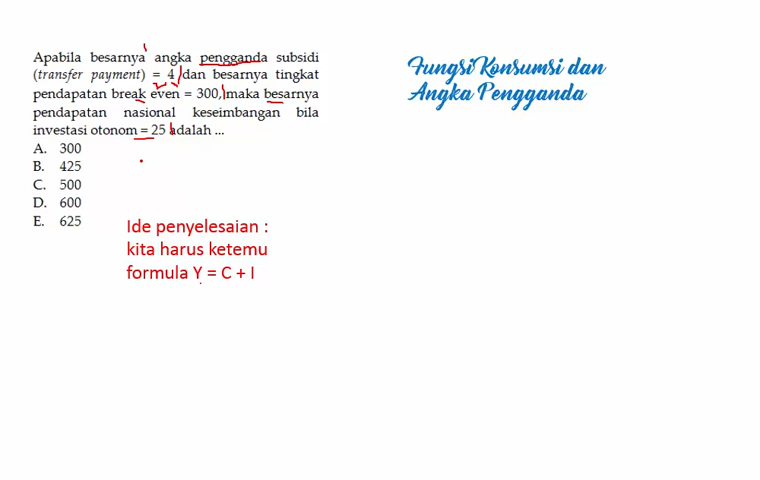 Apabila besarnya angka pengganda subsidi
(transfer payment) = 4 dan besarnya tingkat
pendapatan break even = 300, maka besarnya
pendapatan nasional keseimbangan bila
investasi otonom = 25 adalah ...
A. 300
B. 425
C. 500
D. 600
E. 625
Ide penyelesaian :
kita harus ketemu
formula Y = C + I
Fungsi Konsumsi dan
Angka Pengganda